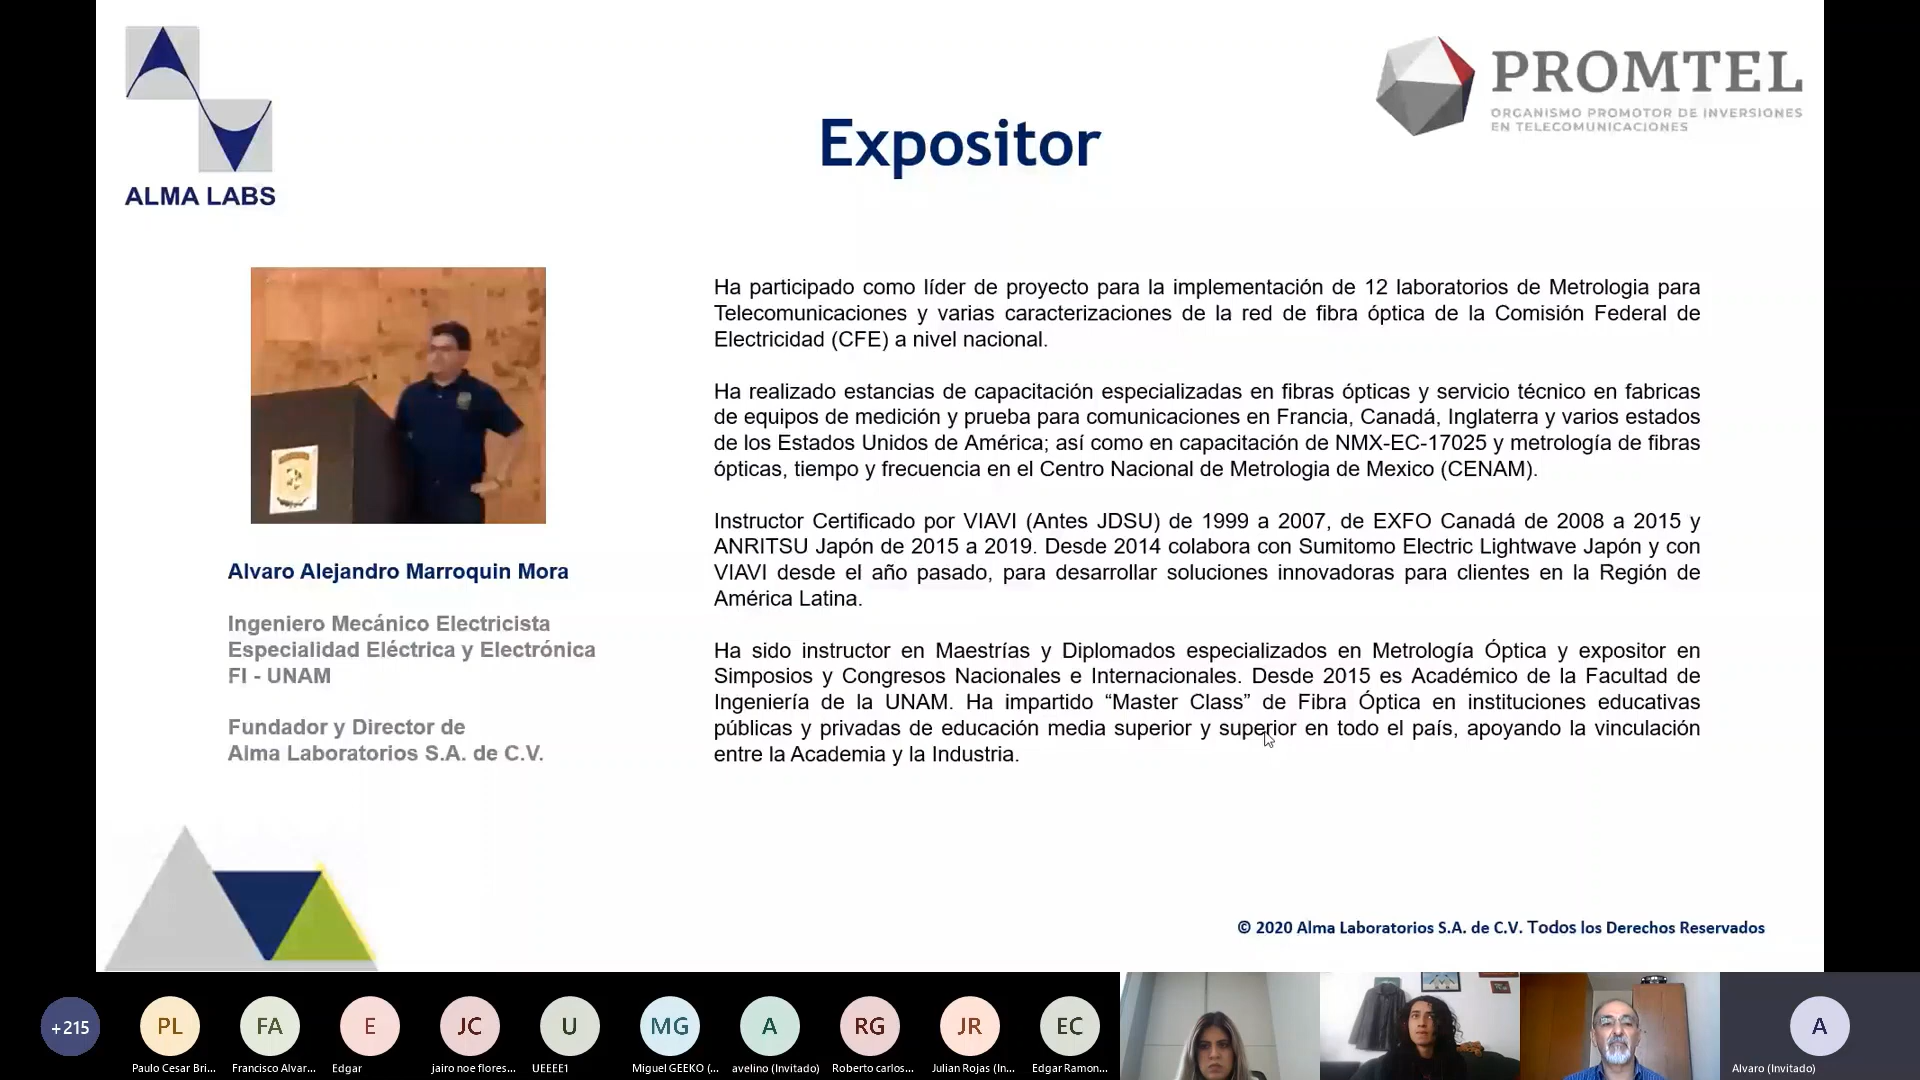 PROMTEL
ORGANISMO PROMOTOR DE INVERSIONES
EN TELECOMUNICACIONES
Expositor
ALMA LABS
Alvaro Alejandro Marroquin Mora
Ingeniero Mecánico Electricista
Especialidad Eléctrica y Electrónica
FI - UNAM
Fundador y Director de
Alma Laboratorios S.A. de C.V.
Ha participado como líder de proyecto para la implementación de 12 laboratorios de Metrologia para
Telecomunicaciones y varias caracterizaciones de la red de fibra óptica de la Comisión Federal de
Electricidad (CFE) a nivel nacional.
Ha realizado estancias de capacitación especializadas en fibras ópticas y servicio técnico en fabricas
de equipos de medición y prueba para comunicaciones en Francia, Canadá, Inglaterra y varios estados
de los Estados Unidos de América; así como en capacitación de NMX-EC-17025 y metrología de fibras
ópticas, tiempo y frecuencia en el Centro Nacional de Metrologia de Mexico (CENAM).
Instructor Certificado por VIAVI (Antes JDSU) de 1999 a 2007, de EXFO Canadá de 2008 a 2015 y
ANRITSU Japón de 2015 a 2019. Desde 2014 colabora con Sumitomo Electric Lightwave Japón y con
VIAVI desde el año pasado, para desarrollar soluciones innovadoras para clientes en la Región de
América Latina.
Ha sido instructor en Maestrías y Diplomados especializados en Metrología Óptica y expositor en
Simposios y Congresos Nacionales e Internacionales. Desde 2015 es Académico de la Facultad de
Ingeniería de la UNAM. Ha impartido “Master Class” de Fibra Óptica en instituciones educativas
públicas y privadas de educación media superior y superior en todo el país, apoyando la vinculación
entre la Academia y la Industria.
© 2020 Alma Laboratorios S.A. de C.V. Todos los Derechos Reservados
+215
PL
FA
E
JC
U
MG
A
RG
JR
EC
A
Paulo Cesar Bri...
Francisco Alvar...
Edgar
jairo noe flores...
UEEEE1
Miguel GEEKO (...
avelino (Invitado)
Roberto carlos...
Julian Rojas (In...
Edgar Ramon...
Alvaro (Invitado)